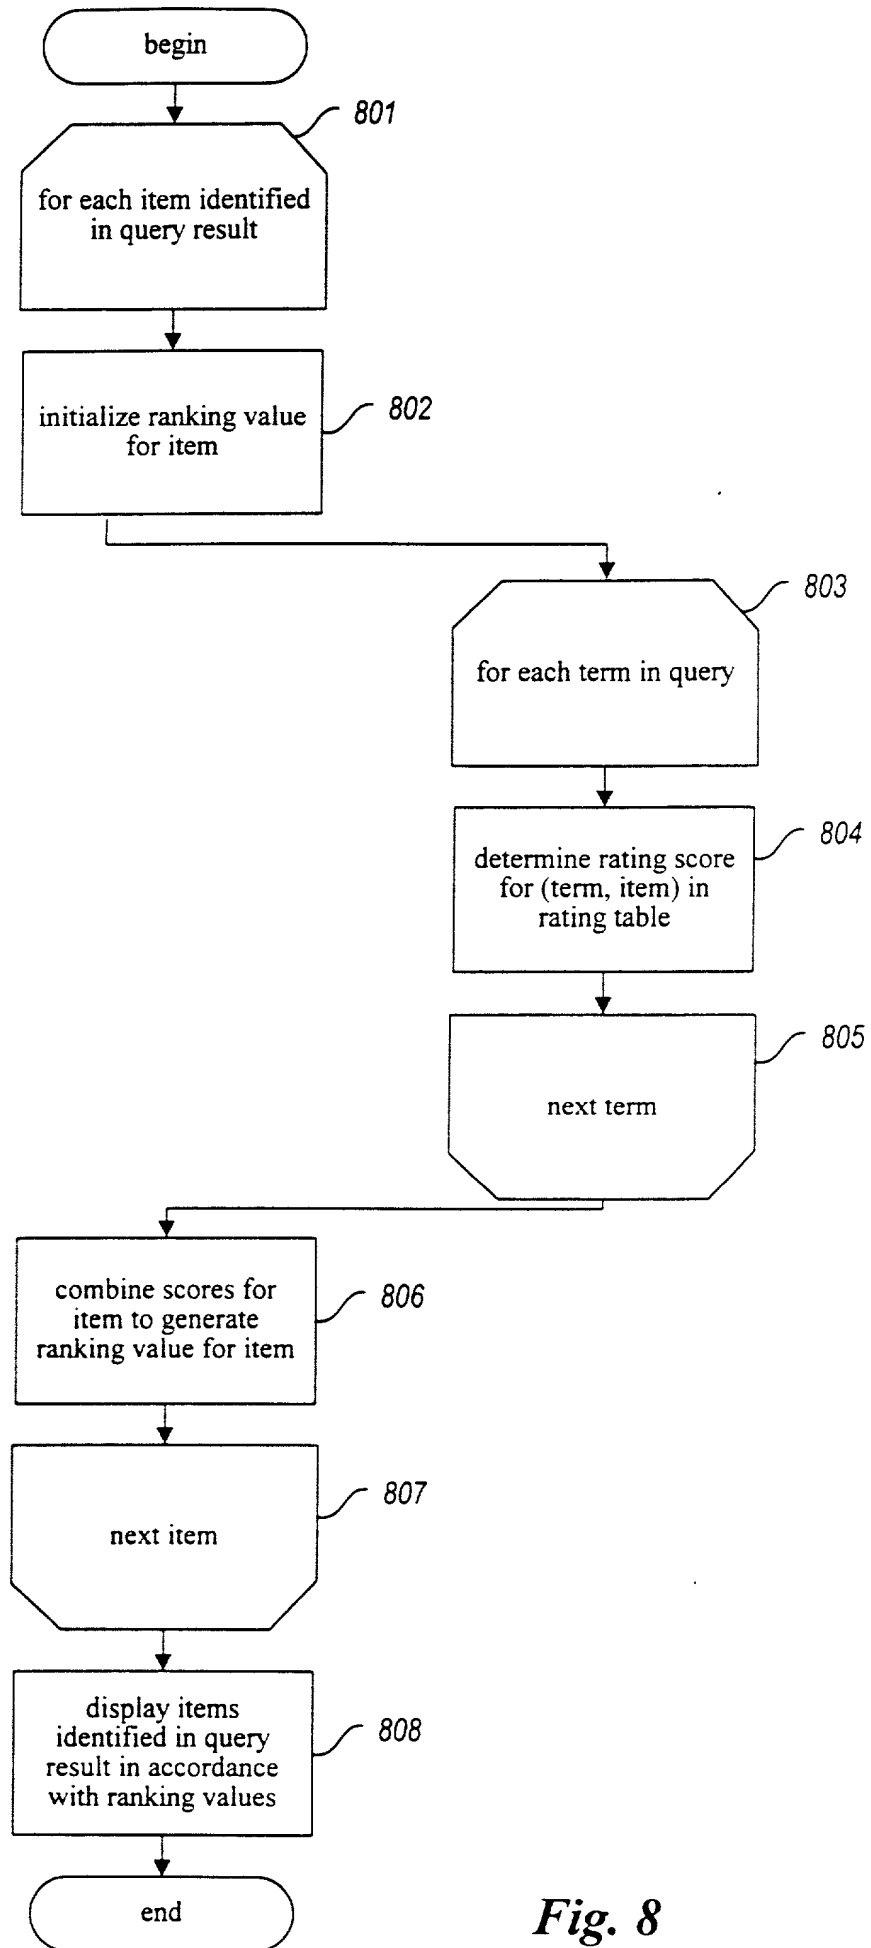 begin
801
for each item identified
in query result
802
initialize ranking value
for item
803
for each term in query
804
determine rating score
for (term, item) in
rating table
805
next term
806
combine scores for
item to generate
ranking value for item
807
next item
808
display items
identified in query
result in accordance
with ranking values
end
Fig. 8